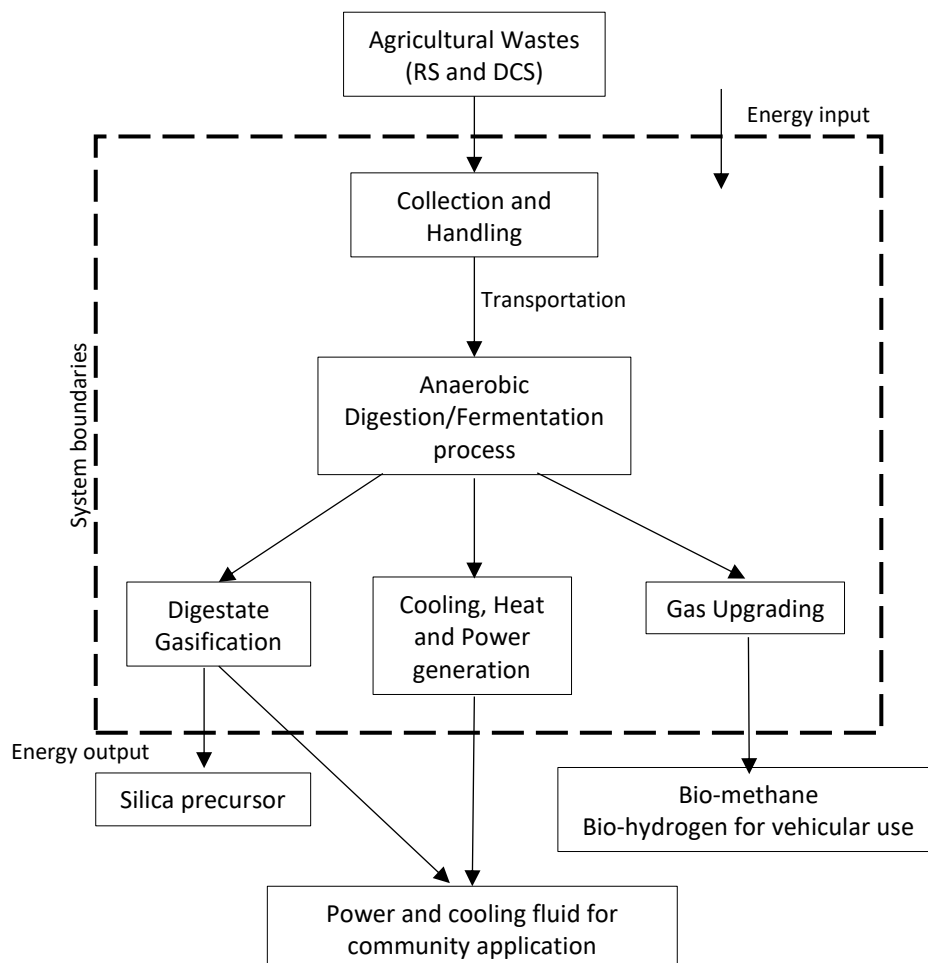 Agricultural Wastes
(RS and DCS)
Energy input
Collection and
Handling
Transportation
System boundaries
Anaerobic
Digestion/Fermentation
process
Digestate
Gasification
Cooling, Heat
and Power
generation
Gas Upgrading
Energy output
Silica precursor
Bio-methane
Bio-hydrogen for vehicular use
Power and cooling fluid for
community application